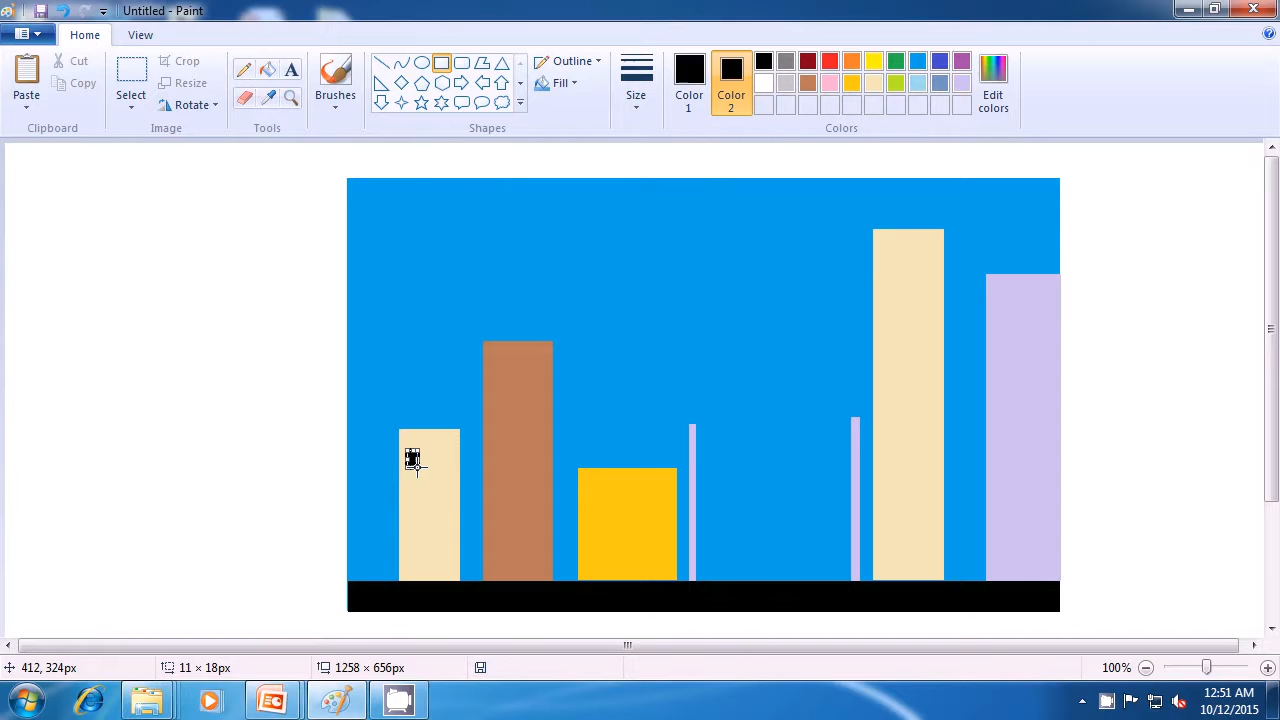 Untitled - Paint
Home View
Paste
Cut
Copy
Clipboard
Select
Crop
Resize
Rotate
Image
A
Tools
Brushes
Outline
Fill
Shapes
Size
Color 1
Color 2
Edit colors
Colors
412, 324px
11 × 18px
1258 × 656px
100%
12:51 AM
10/12/2015